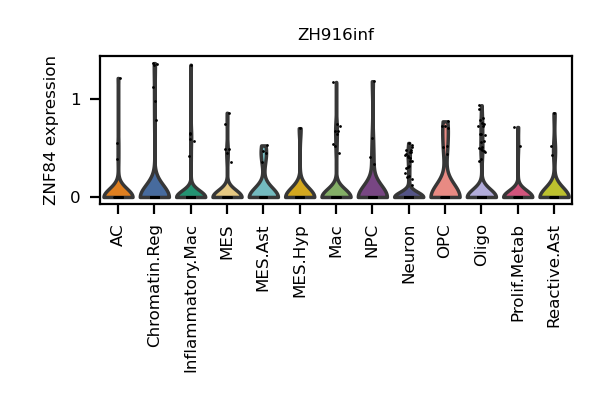 ZH916inf
ZNF84 expression
1
0
AC
Chromatin.Reg
Inflammatory.Mac
MES
MES.Ast
MES.Hyp
Mac
NPC
Neuron
OPC
Oligo
Prolif.Metab
Reactive.Ast